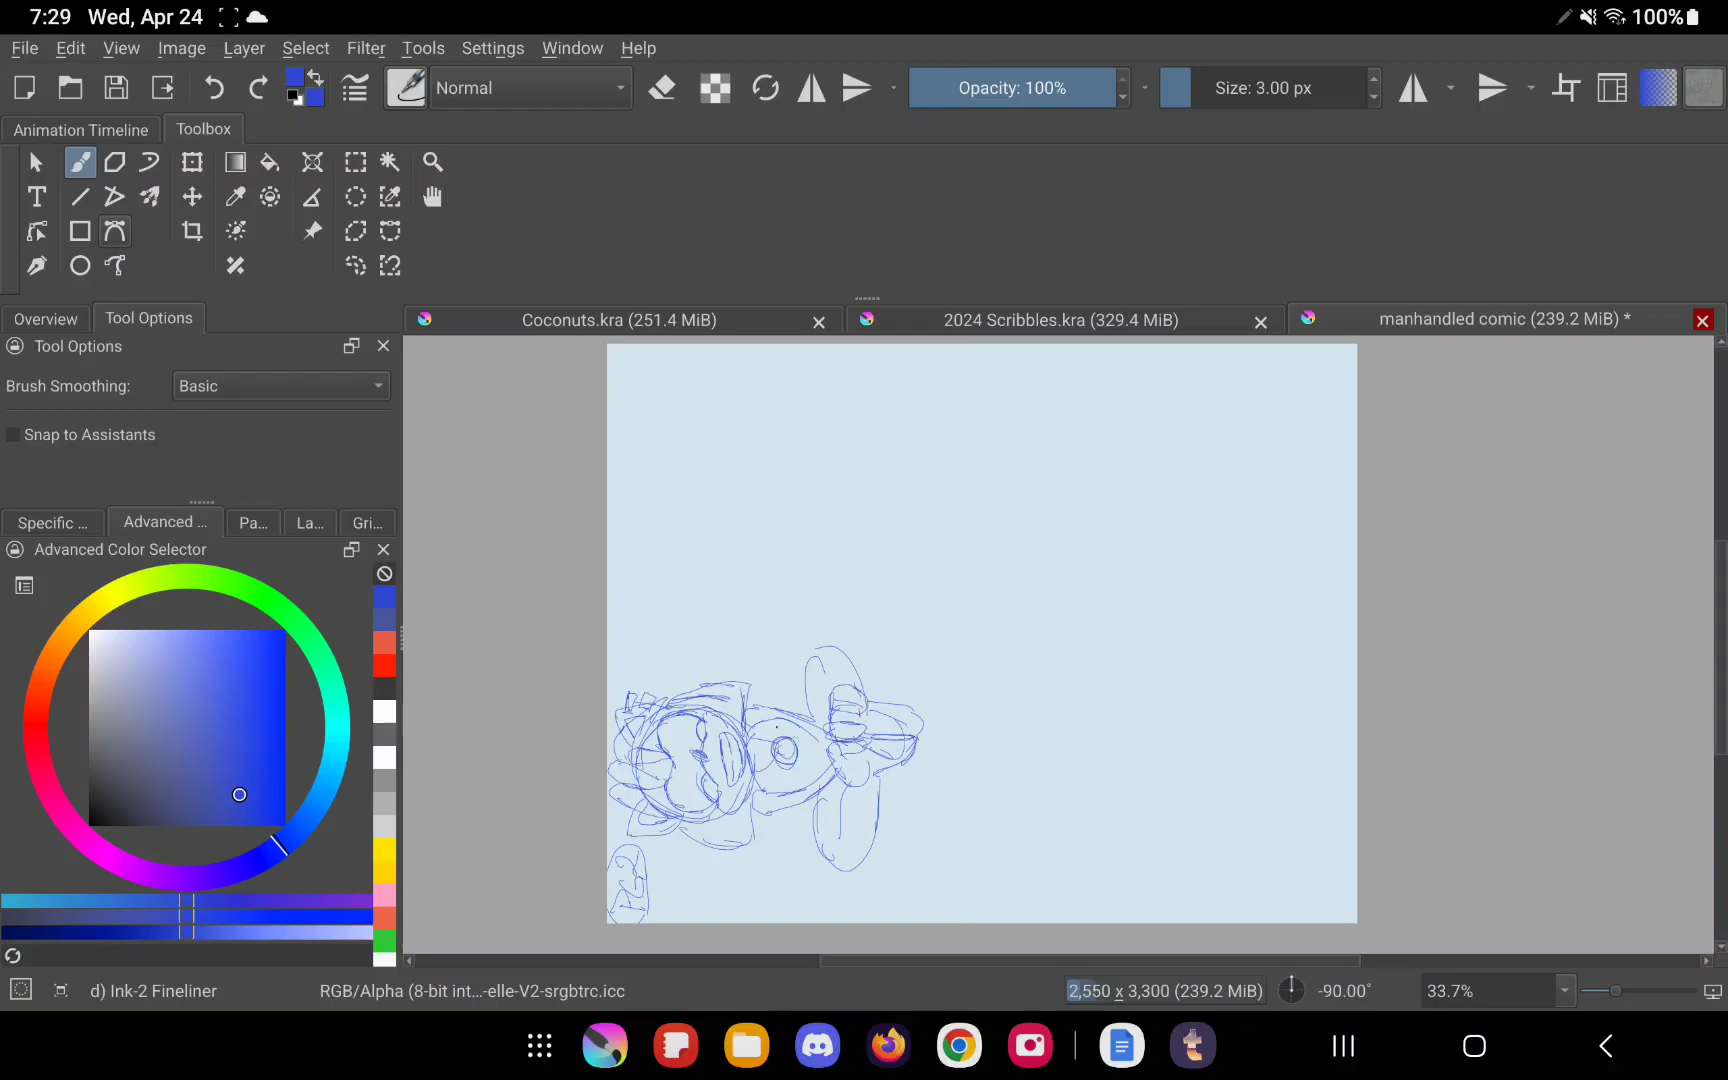 7:29 Wed, Apr 24 100%
File Edit View Image Layer Select Filter Tools Settings Window Help
Normal Opacity: 100% Size: 3.00 px
Animation Timeline Toolbox
Overview Tool Options Coconuts.kra (251.4 MiB) 2024 Scribbles.kra (329.4 MiB) manhandled comic (239.2 MiB) *
Tool Options
Brush Smoothing: Basic
Snap to Assistants
Specific ... Advanced ... Pa... La... Gri...
Advanced Color Selector
d) Ink-2 Fineliner RGB/Alpha (8-bit int...-elle-V2-srgbtrc.icc 2,550 x 3,300 (239.2 MiB) -90.00° 33.7%